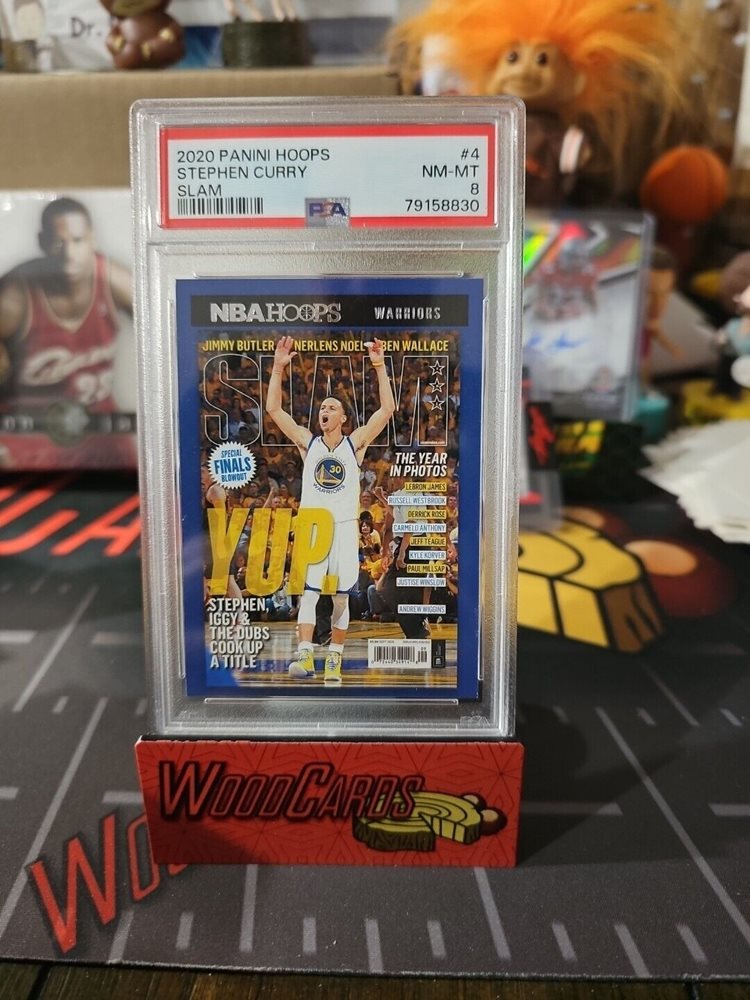 Dr.
2020 PANINI HOOPS #4
STEPHEN CURRY NM-MT
SLAM 8
PSA 79158830
NBA HOOPS WARRIORS
JIMMY BUTLER NERLENS NOEL BEN WALLACE
SLAM
SPECIAL
FINALS
BLOWOUT
THE YEAR
IN PHOTOS
LEBRON JAMES
RUSSELL WESTBROOK
DERRICK ROSE
CARMELO ANTHONY
JEFF TEAGUE
KYLE KORVER
PAUL MILLSAP
JUSTISE WINSLOW
ANDREW WIGGINS
30
WARRIORS
YUP.
STEPHEN,
IGGY &
THE DUBS
COOK UP
A TITLE
WOODCARDS